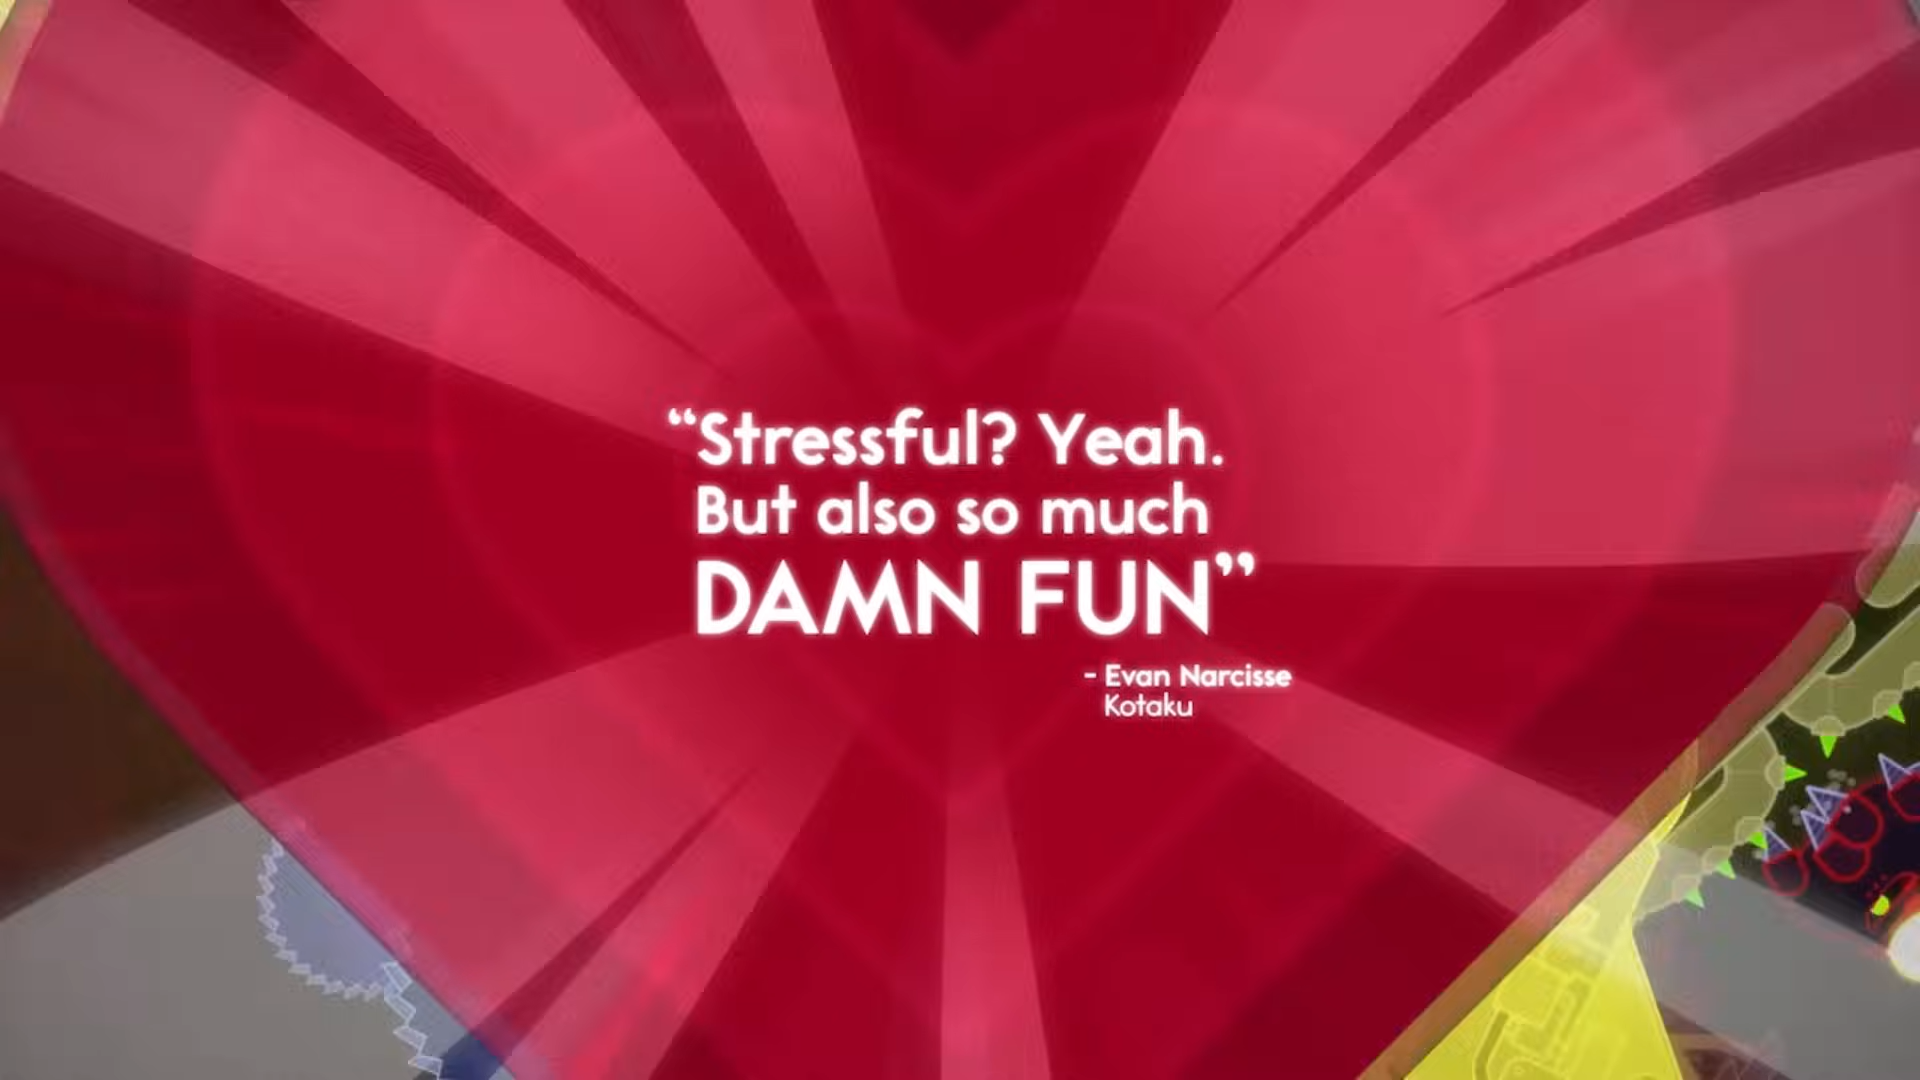 “Stressful? Yeah.
But also so much
DAMN FUN”
- Evan Narcisse
Kotaku